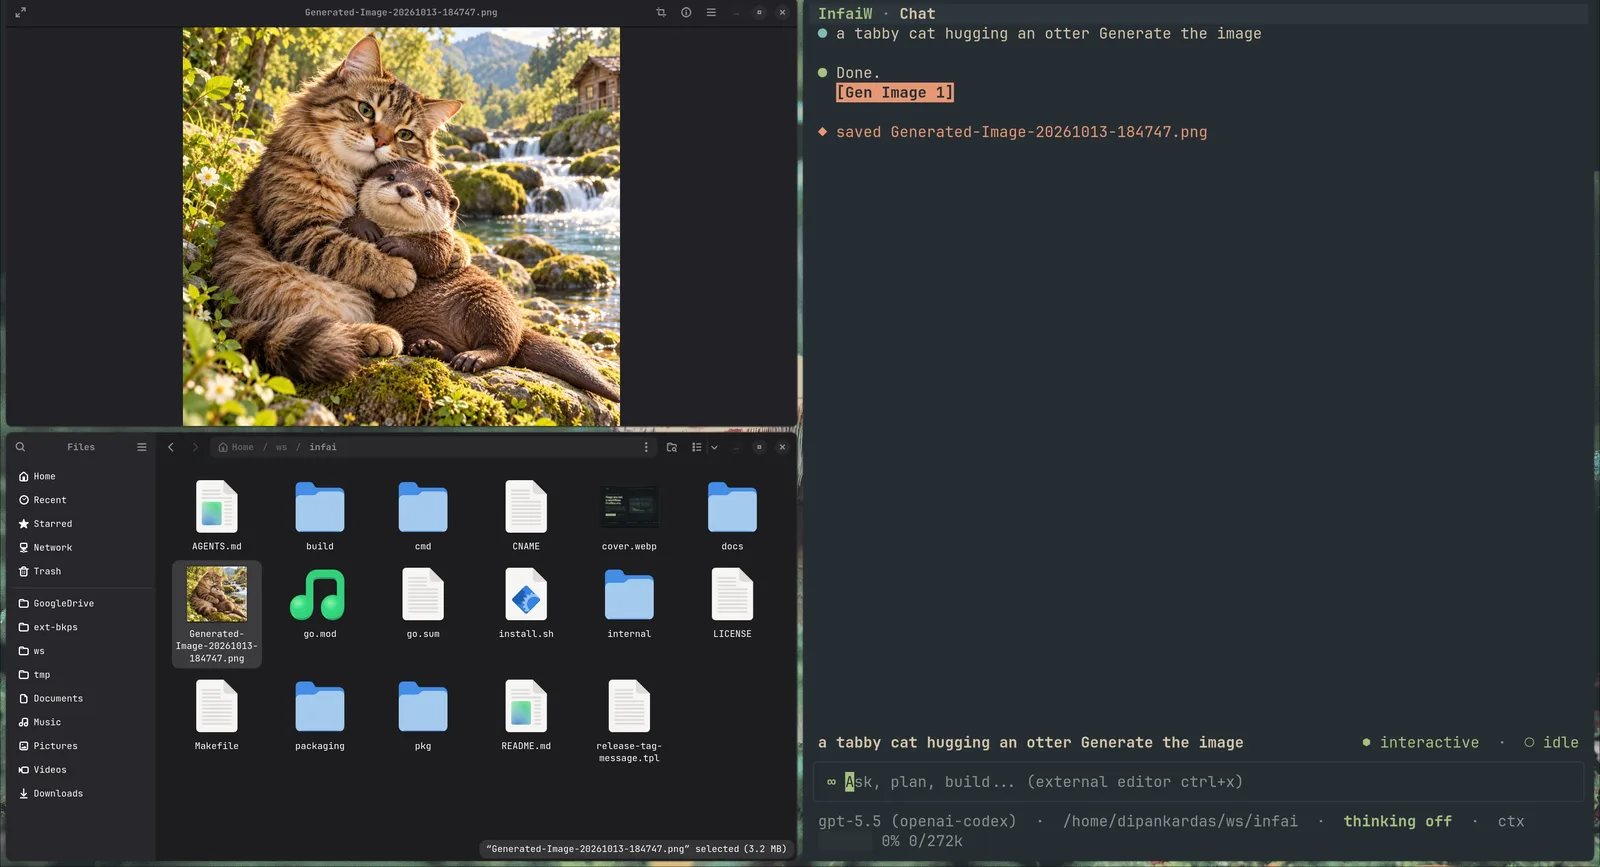 Generated-Image-20261013-184747.png
Files
Home / ws / infai
Home
Recent
Starred
Network
Trash
GoogleDrive
ext-bkps
ws
tmp
Documents
Music
Pictures
Videos
Downloads
AGENTS.md
build
cmd
CNAME
cover.webp
docs
Generated-
Image-20261013-
184747.png
go.mod
go.sum
install.sh
internal
LICENSE
Makefile
packaging
pkg
README.md
release-tag-
message.tpl
“Generated-Image-20261013-184747.png” selected (3.2 MB)
InfaiW · Chat
a tabby cat hugging an otter Generate the image
Done.
[Gen Image 1]
saved Generated-Image-20261013-184747.png
a tabby cat hugging an otter Generate the image
interactive · idle
∞ Ask, plan, build... (external editor ctrl+x)
gpt-5.5 (openai-codex) · /home/dipankardas/ws/infai · thinking off · ctx
0% 0/272k